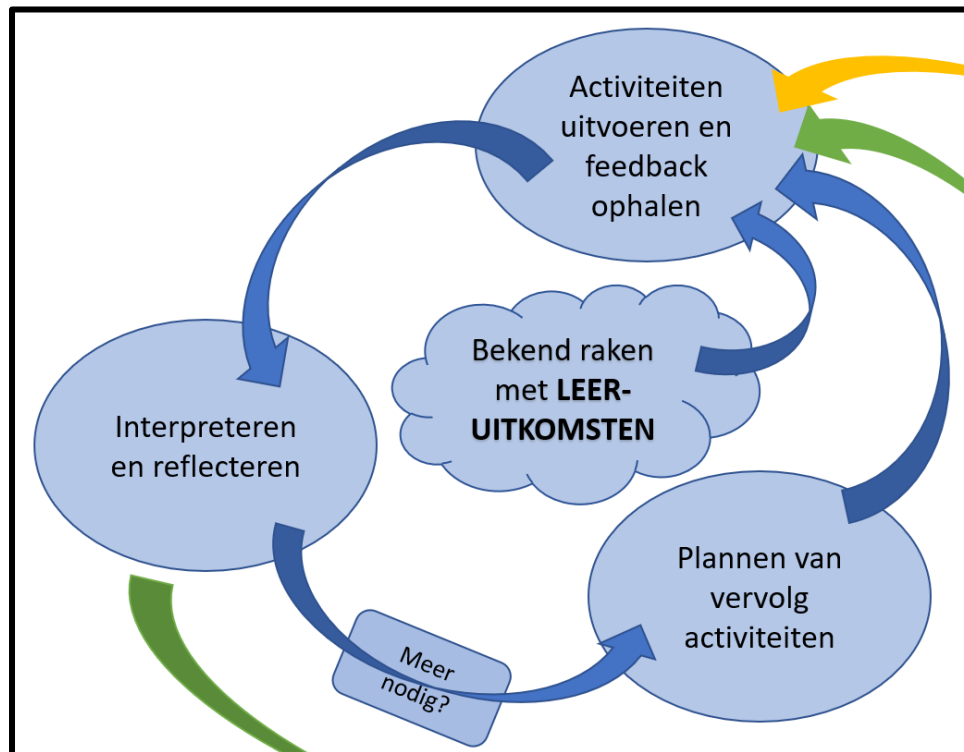 Activiteiten
uitvoeren en
feedback
ophalen
Bekend raken
met LEER-
UITKOMSTEN
Interpreteren
en reflecteren
Plannen van
vervolg
activiteiten
Meer
nodig?